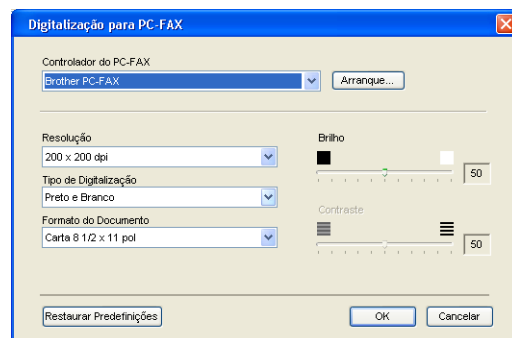 Digitalização para PC-FAX
Controlador do PC-FAX
Brother PC-FAX
Arranque...
Resolução
200 x 200 dpi
Tipo de Digitalização
Preto e Branco
Formato do Documento
Carta 8 1/2 x 11 pol
Brilho
50
Contraste
50
Restaurar Predefinições
OK
Cancelar